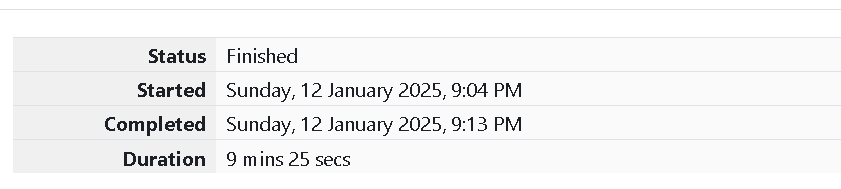 Status Finished
Started Sunday, 12 January 2025, 9:04 PM
Completed Sunday, 12 January 2025, 9:13 PM
Duration 9 mins 25 secs